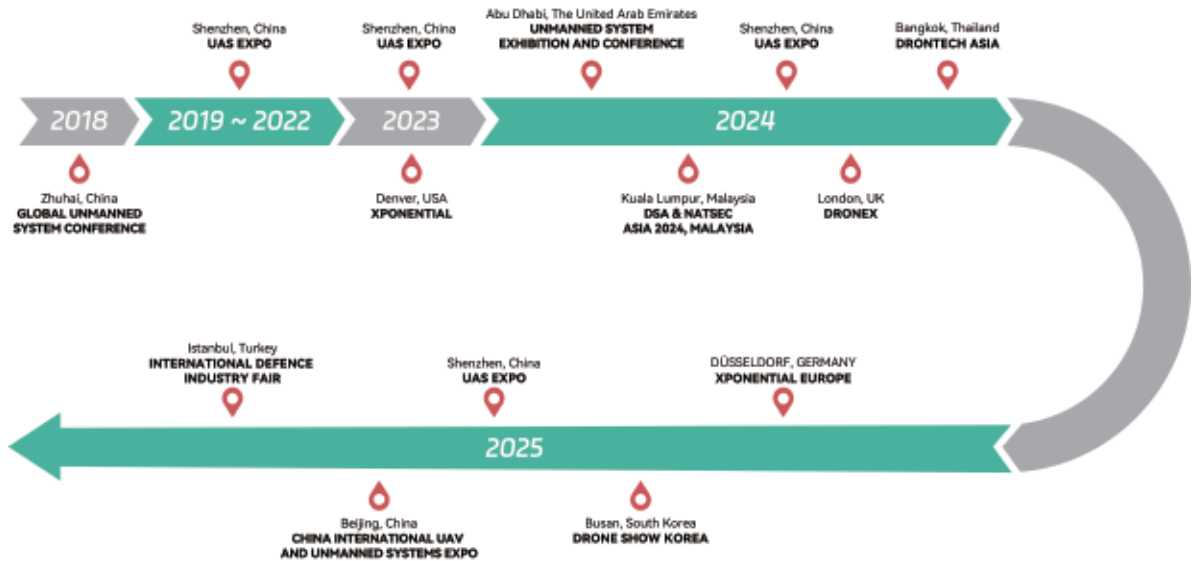 Shenzhen, China
UAS EXPO
Shenzhen, China
UAS EXPO
Abu Dhabi, The United Arab Emirates
UNMANNED SYSTEM
EXHIBITION AND CONFERENCE
Shenzhen, China
UAS EXPO
Bangkok, Thailand
DRONTECH ASIA
2018
2019 ~ 2022
2023
2024
Zhuhai, China
GLOBAL UNMANNED
SYSTEM CONFERENCE
Denver, USA
XPONENTIAL
Kuala Lumpur, Malaysia
DSA & NATSEC
ASIA 2024, MALAYSIA
London, UK
DRONEX
Istanbul, Turkey
INTERNATIONAL DEFENCE
INDUSTRY FAIR
Shenzhen, China
UAS EXPO
DÜSSELDORF, GERMANY
XPONENTIAL EUROPE
2025
Beijing, China
CHINA INTERNATIONAL UAV
AND UNMANNED SYSTEMS EXPO
Busan, South Korea
DRONE SHOW KOREA